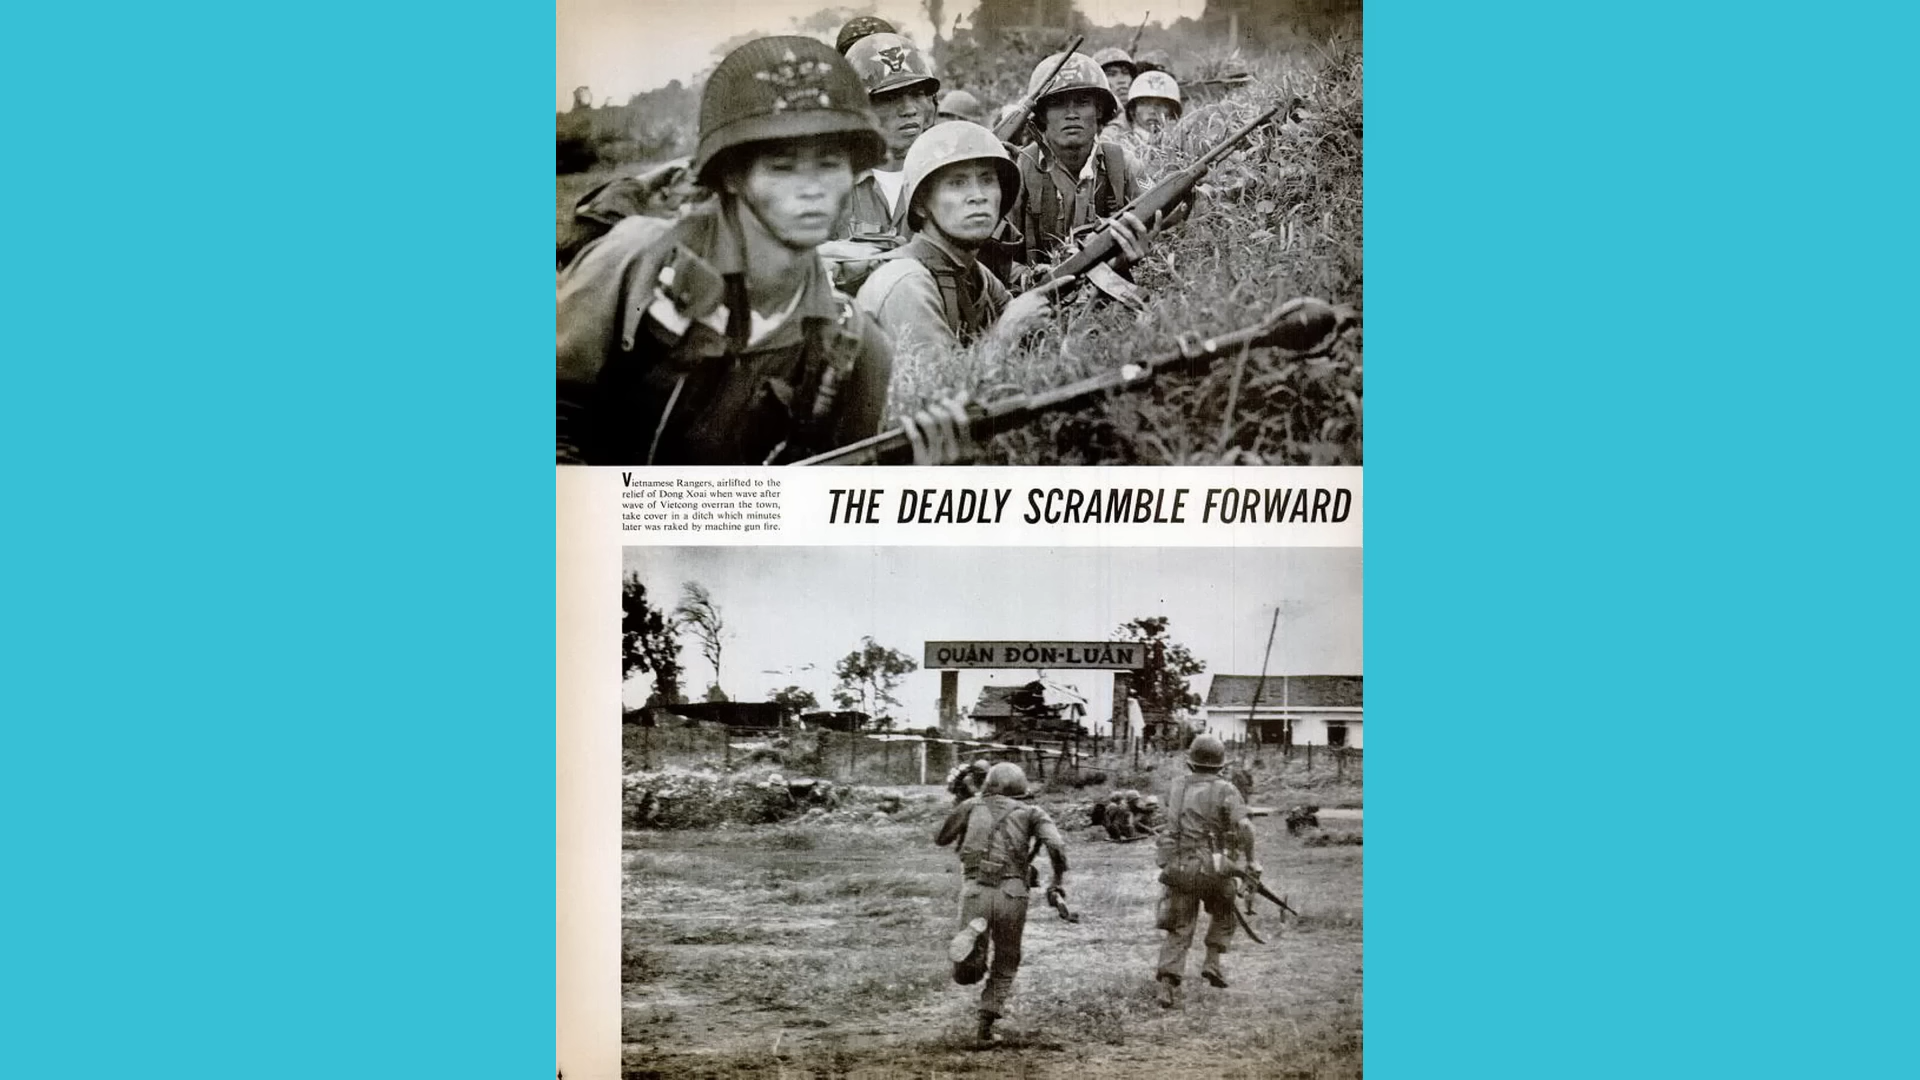 Vietnamese Rangers, airlifted to the
relief of Dong Xoai when wave after
wave of Vietcong overran the town,
take cover in a ditch which minutes
later was raked by machine gun fire.
THE DEADLY SCRAMBLE FORWARD
QUẬN ĐÔN-LUÂN